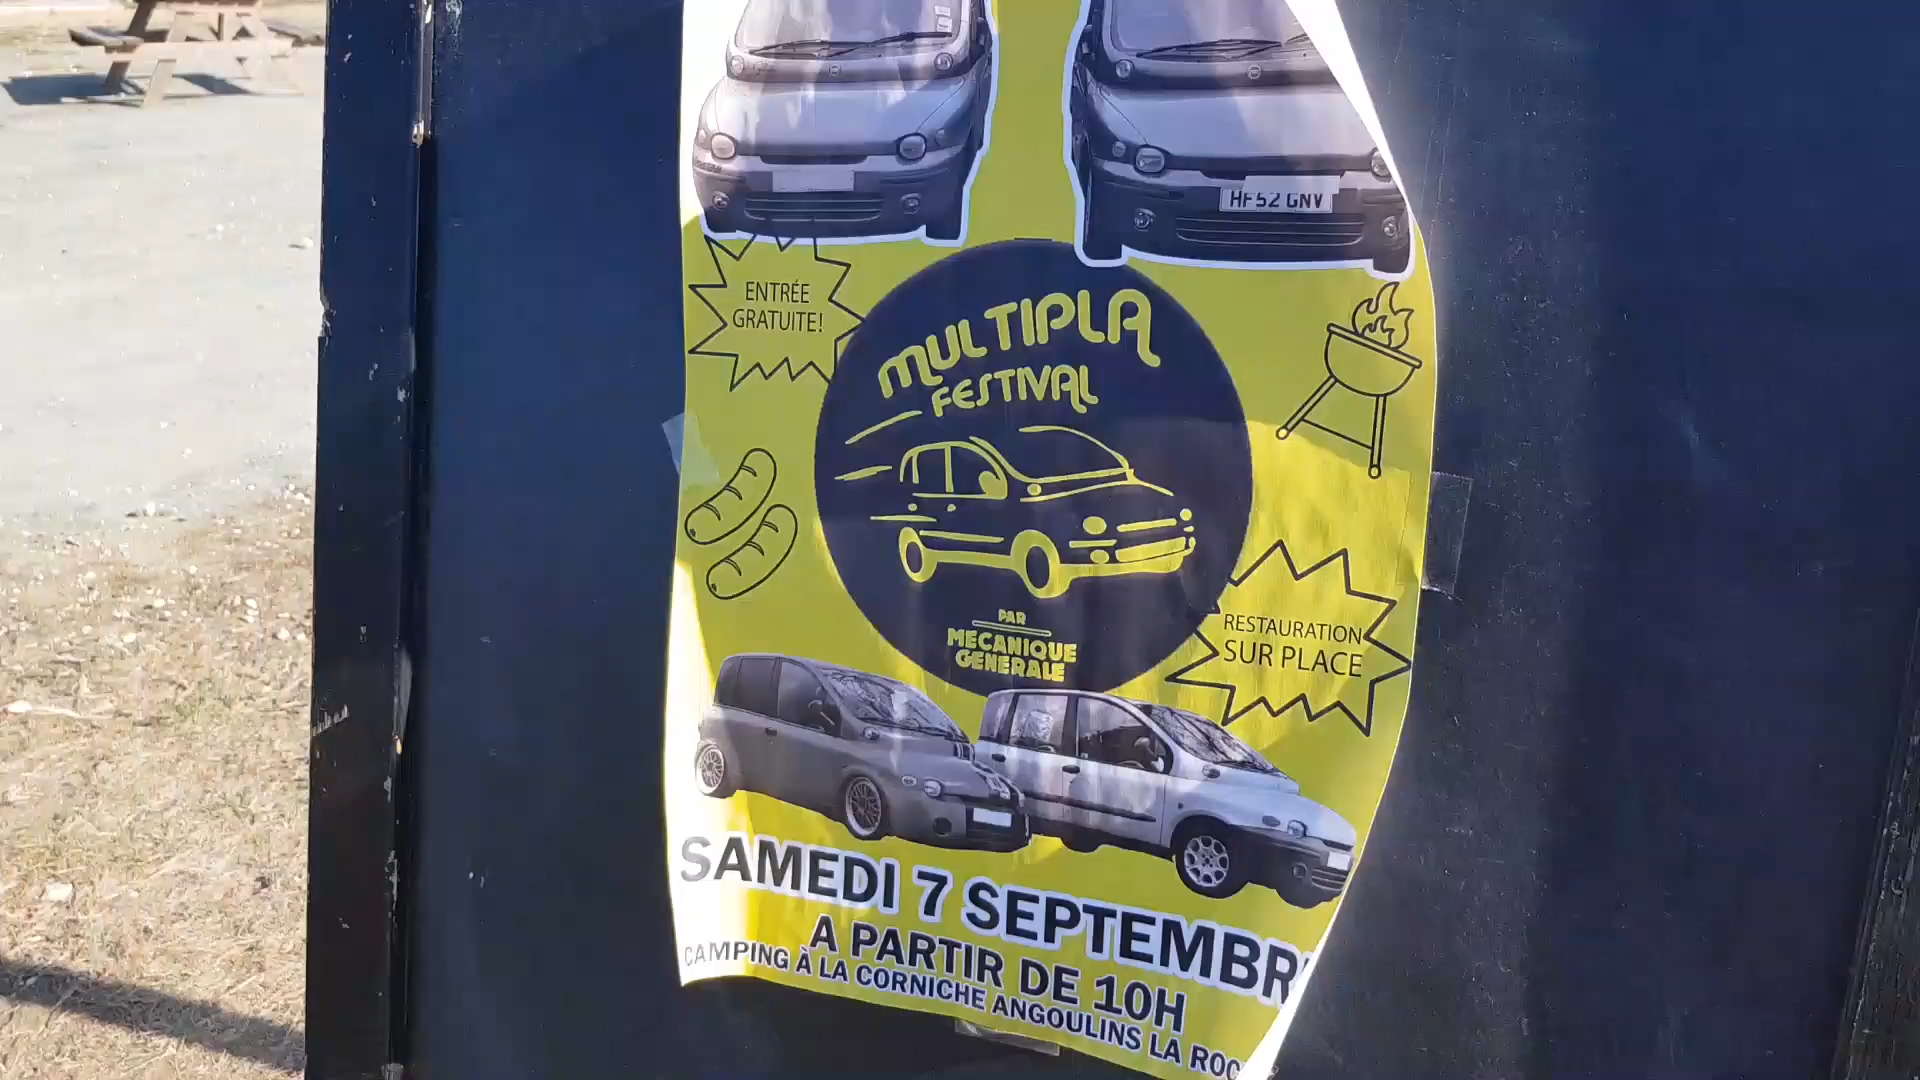 HF52 GNV
ENTRÉE
GRATUITE!
MULTIPLA
FESTIVAL
PAR
MECANIQUE
GENERALE
RESTAURATION
SUR PLACE
SAMEDI 7 SEPTEMBR
A PARTIR DE 10H
CAMPING À LA CORNICHE ANGOULINS LA ROC